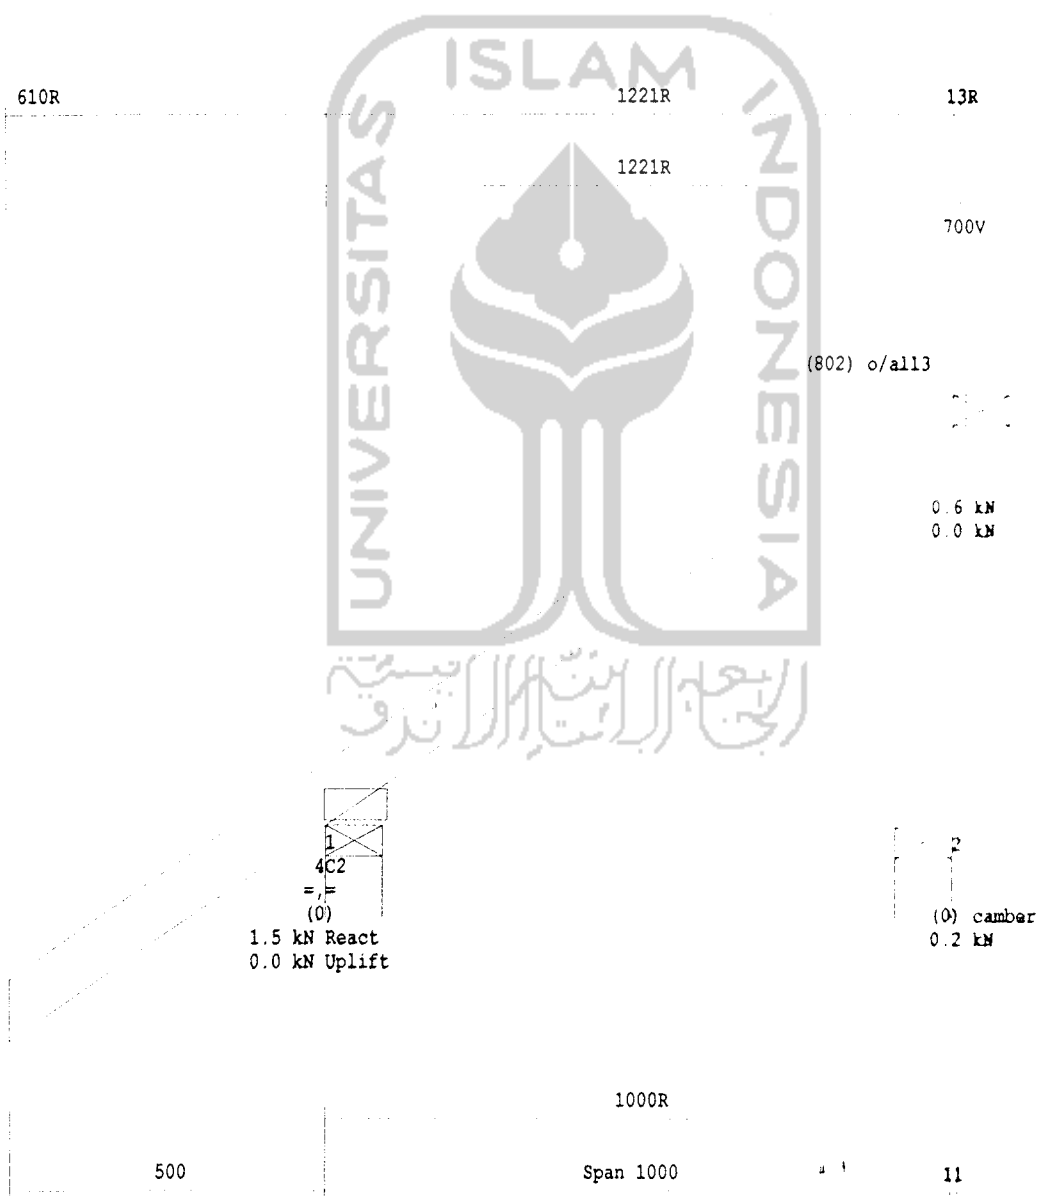 ISLAM
UNIVERSITAS
INDONESIA
610R
1221R
13R
1221R
700V
(802) o/all3
0.6 kN
0.0 kN
1
2
4C2
=,=
(0)
(0) camber
1.5 kN React
0.2 kN
0.0 kN Uplift
1000R
500
Span 1000
11